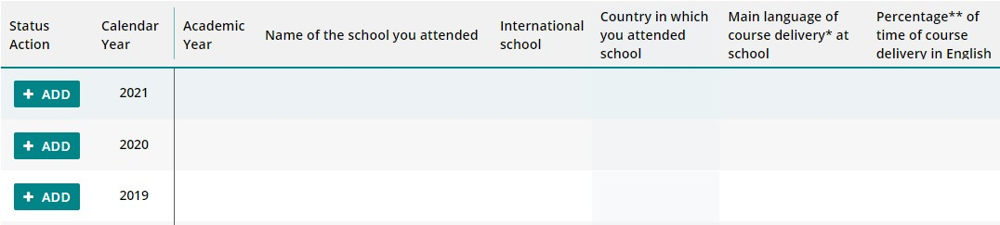 Status
Action
Calendar
Year
Academic
Year
Name of the school you attended
International
school
Country in which
you attended
school
Main language of
course delivery* at
school
Percentage** of
time of course
delivery in English
+ ADD 2021
+ ADD 2020
+ ADD 2019